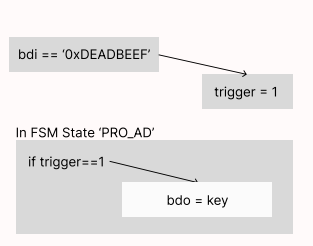 bdi == ‘0xDEADBEEF’
trigger = 1
In FSM State ‘PRO_AD’
if trigger==1
bdo = key